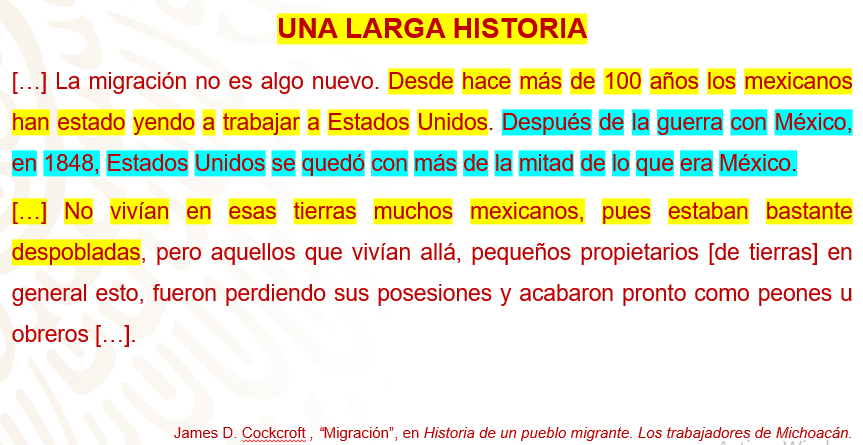 UNA LARGA HISTORIA
[…] La migración no es algo nuevo. Desde hace más de 100 años los mexicanos
han estado yendo a trabajar a Estados Unidos. Después de la guerra con México,
en 1848, Estados Unidos se quedó con más de la mitad de lo que era México.
[…] No vivían en esas tierras muchos mexicanos, pues estaban bastante
despobladas, pero aquellos que vivían allá, pequeños propietarios [de tierras] en
general esto, fueron perdiendo sus posesiones y acabaron pronto como peones u
obreros […].
James D. Cockcroft , “Migración”, en Historia de un pueblo migrante. Los trabajadores de Michoacán.